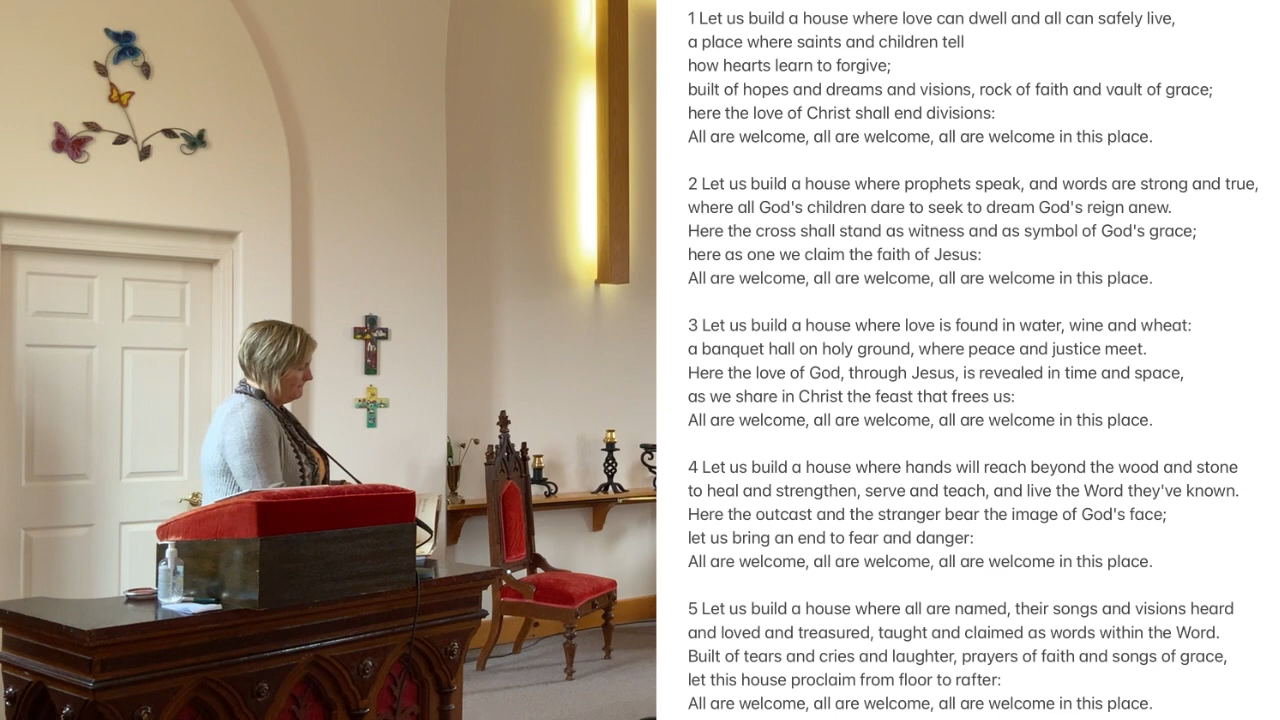 1 Let us build a house where love can dwell and all can safely live,
a place where saints and children tell
how hearts learn to forgive;
built of hopes and dreams and visions, rock of faith and vault of grace;
here the love of Christ shall end divisions:
All are welcome, all are welcome, all are welcome in this place.
2 Let us build a house where prophets speak, and words are strong and true,
where all God's children dare to seek to dream God's reign anew.
Here the cross shall stand as witness and as symbol of God's grace;
here as one we claim the faith of Jesus:
All are welcome, all are welcome, all are welcome in this place.
3 Let us build a house where love is found in water, wine and wheat:
a banquet hall on holy ground, where peace and justice meet.
Here the love of God, through Jesus, is revealed in time and space,
as we share in Christ the feast that frees us:
All are welcome, all are welcome, all are welcome in this place.
4 Let us build a house where hands will reach beyond the wood and stone
to heal and strengthen, serve and teach, and live the Word they've known.
Here the outcast and the stranger bear the image of God's face;
let us bring an end to fear and danger:
All are welcome, all are welcome, all are welcome in this place.
5 Let us build a house where all are named, their songs and visions heard
and loved and treasured, taught and claimed as words within the Word.
Built of tears and cries and laughter, prayers of faith and songs of grace,
let this house proclaim from floor to rafter:
All are welcome, all are welcome, all are welcome in this place.